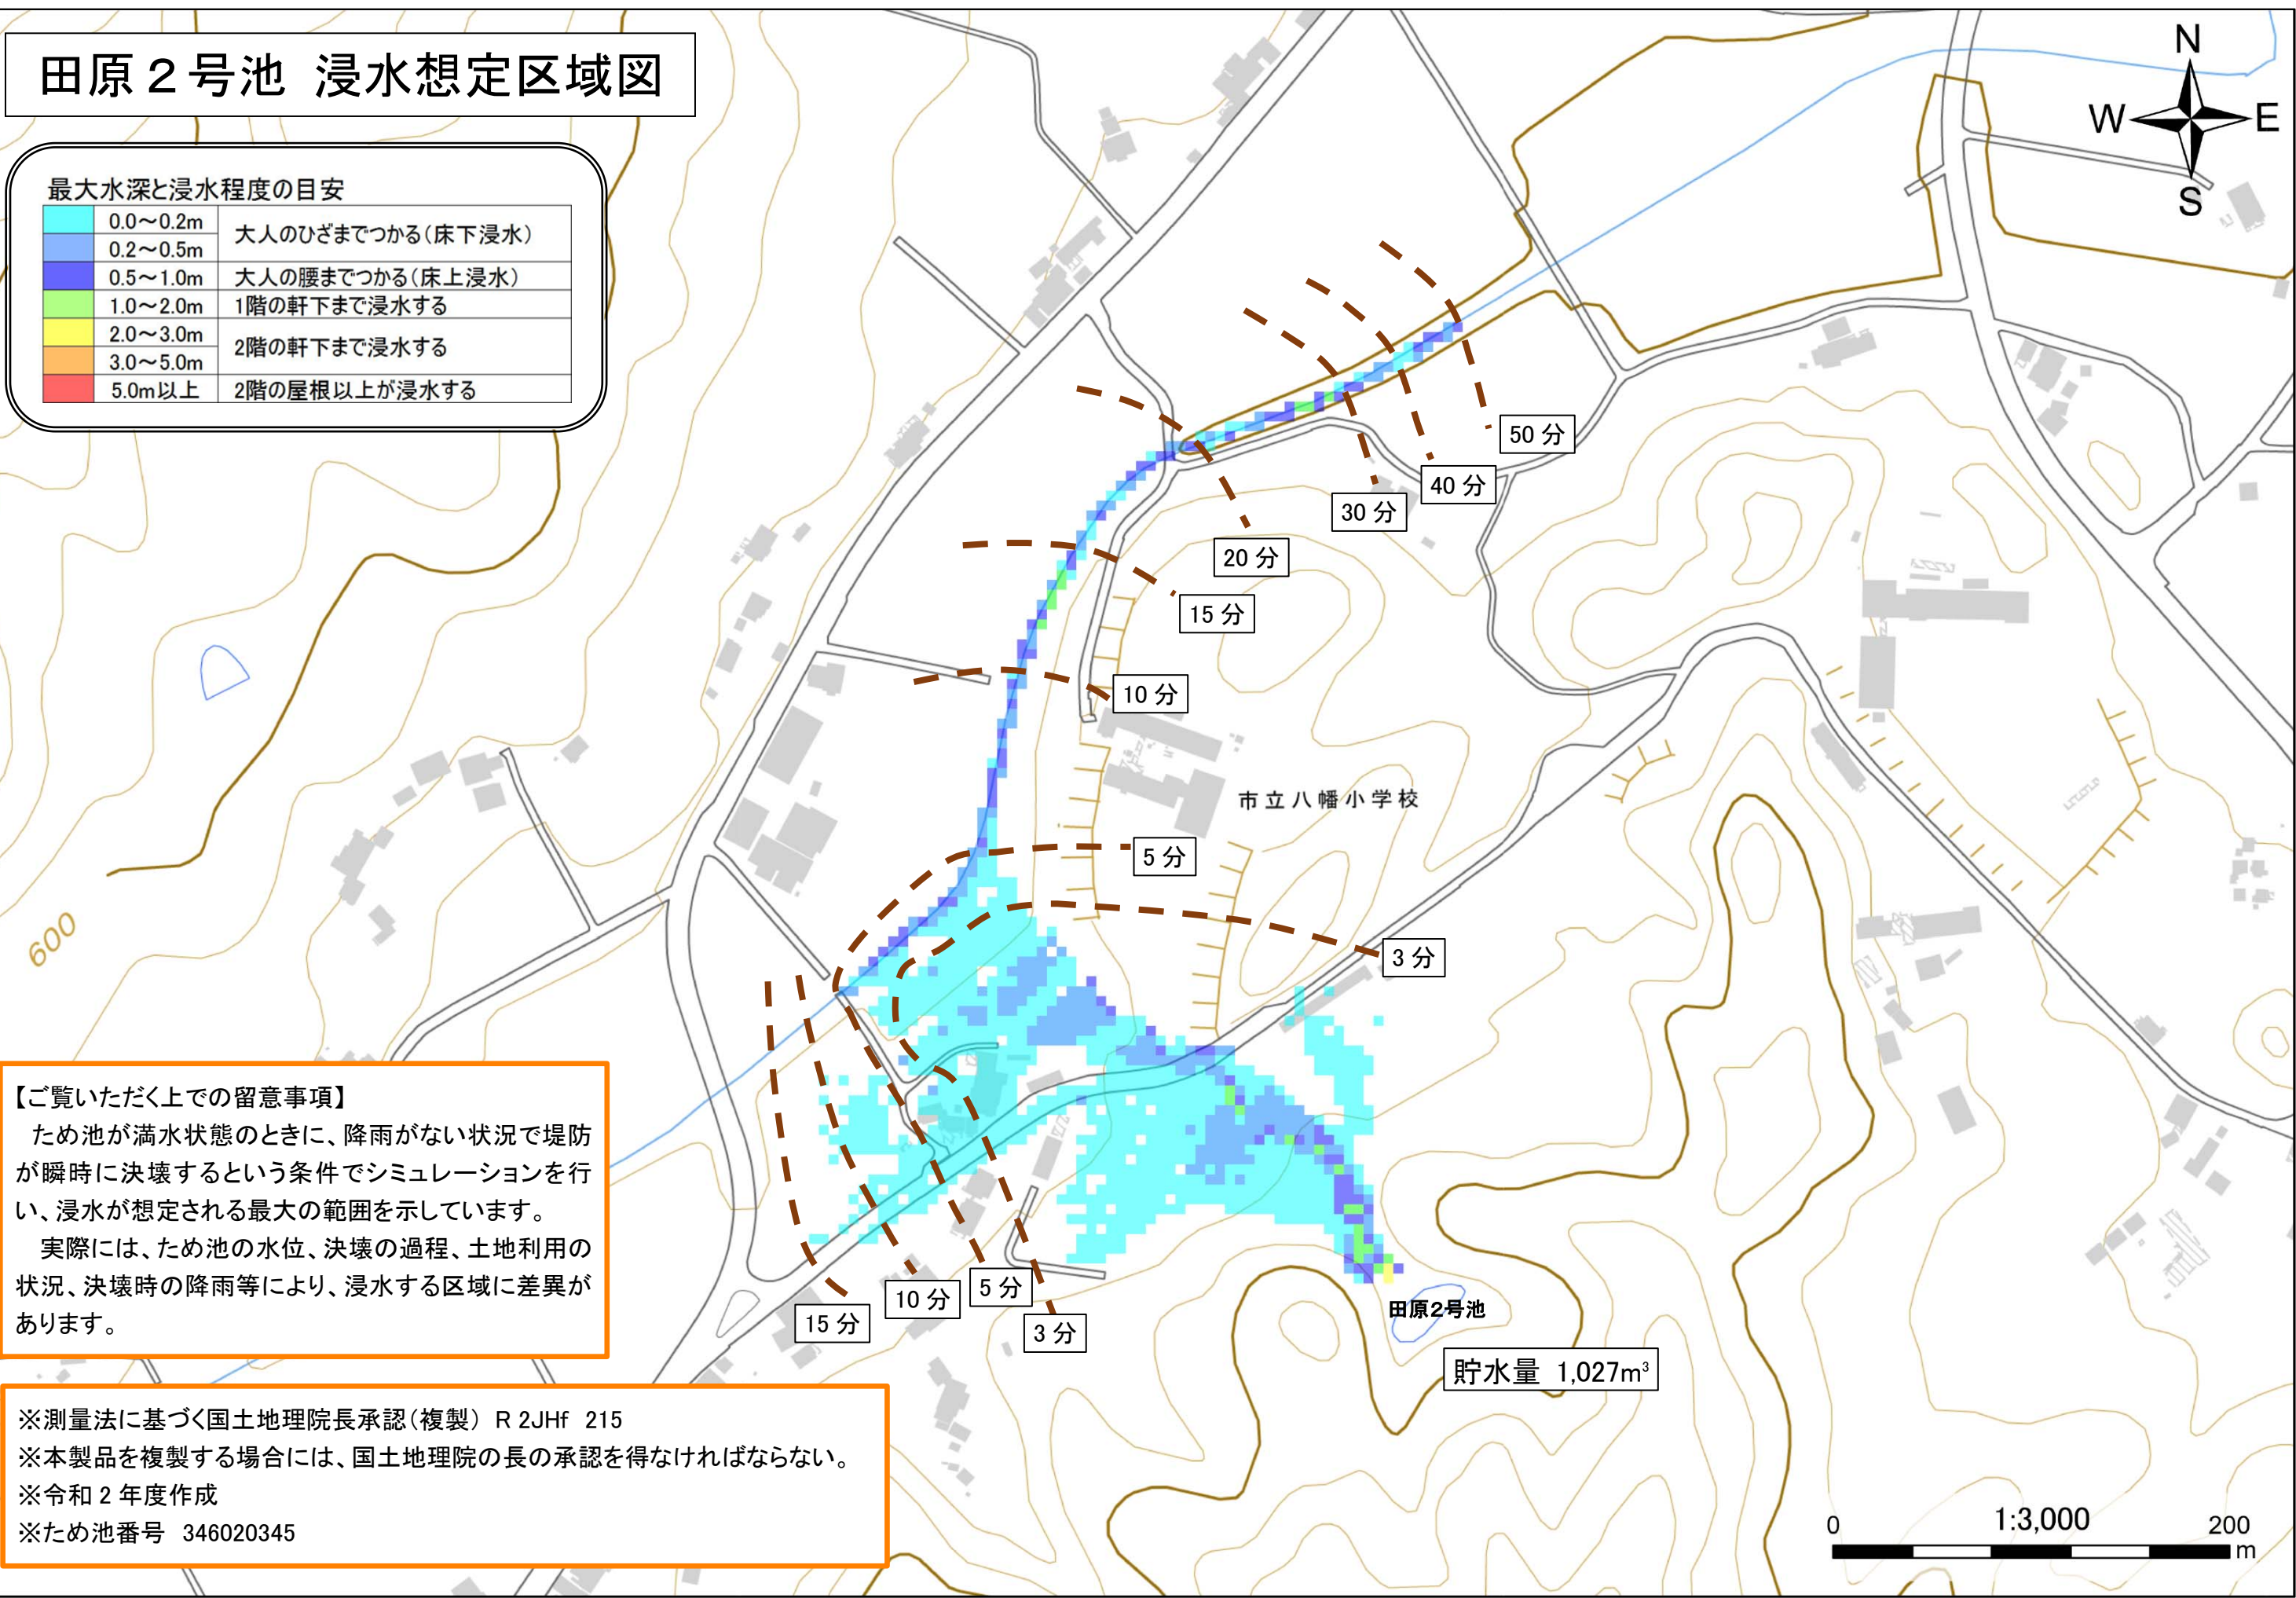 田原２号池 浸水想定区域図
N
W
E
S
最大水深と浸水程度の目安
0.0～0.2m
大人のひざまでつかる（床下浸水）
0.2～0.5m
0.5～1.0m 大人の腰までつかる（床上浸水）
1.0～2.0m 1階の軒下まで浸水する
2.0～3.0m
2階の軒下まで浸水する
3.0～5.0m
5.0m以上 2階の屋根以上が浸水する
50 分
40 分
30 分
20 分
15 分
10 分
市立八幡小学校
5 分
3 分
600
【ご覧いただく上での留意事項】
ため池が満水状態のときに、降雨がない状況で堤防
が瞬時に決壊するという条件でシミュレーションを行
い、浸水が想定される最大の範囲を示しています。
実際には、ため池の水位、決壊の過程、土地利用の
状況、決壊時の降雨等により、浸水する区域に差異が
あります。
15 分
10 分
5 分
3 分
田原2号池
貯水量 1,027m³
※測量法に基づく国土地理院長承認（複製） R 2JHf 215
※本製品を複製する場合には、国土地理院の長の承認を得なければならない。
※令和 2 年度作成
※ため池番号 346020345
1:3,000
0
200
m